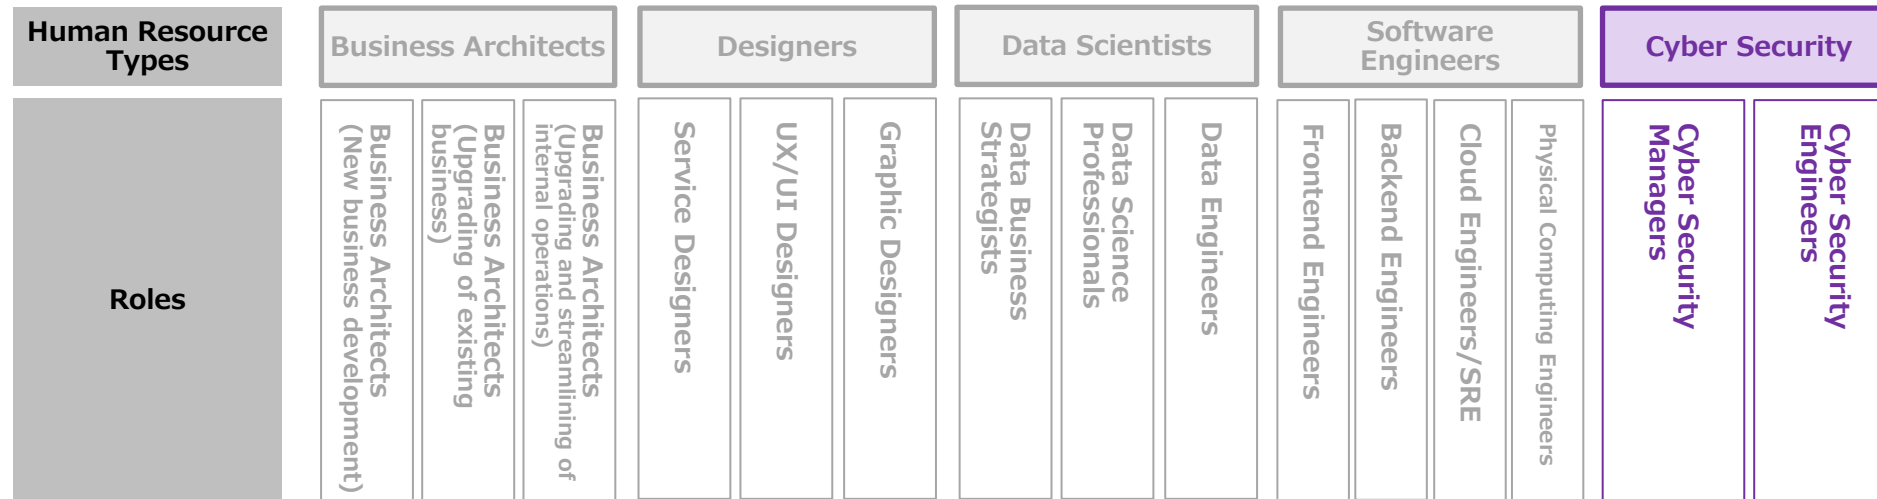 Human Resource
Types
Business Architects
Designers
Data Scientists
Software
Engineers
Cyber Security
Roles
Business Architects
(New business development)
Business Architects
(Upgrading of existing
business)
Business Architects
(Upgrading and streamlining of
internal operations)
Service Designers
UX/UI Designers
Graphic Designers
Data Business
Strategists
Data Science
Professionals
Data Engineers
Frontend Engineers
Backend Engineers
Cloud Engineers/SRE
Physical Computing Engineers
Cyber Security
Managers
Cyber Security
Engineers